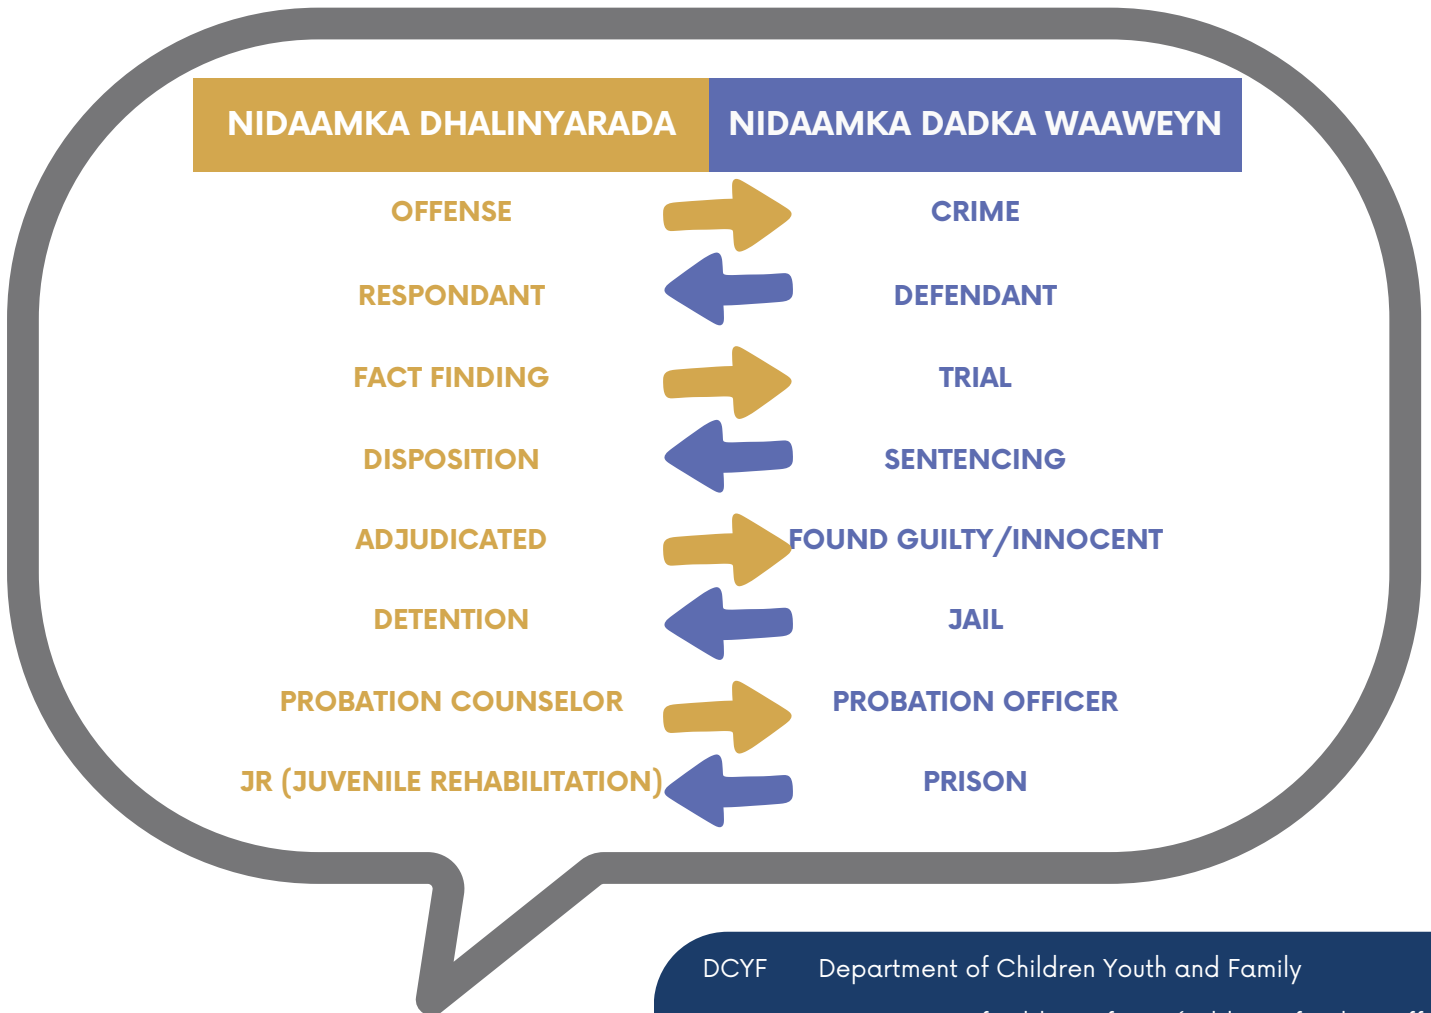 NIDAAMKA DHALINYARADA NIDAAMKA DADKA WAAWEYN
OFFENSE CRIME
RESPONDANT DEFENDANT
FACT FINDING TRIAL
DISPOSITION SENTENCING
ADJUDICATED FOUND GUILTY/INNOCENT
DETENTION JAIL
PROBATION COUNSELOR PROBATION OFFICER
JR (JUVENILE REHABILITATION) PRISON
DCYF Department of Children Youth and Family